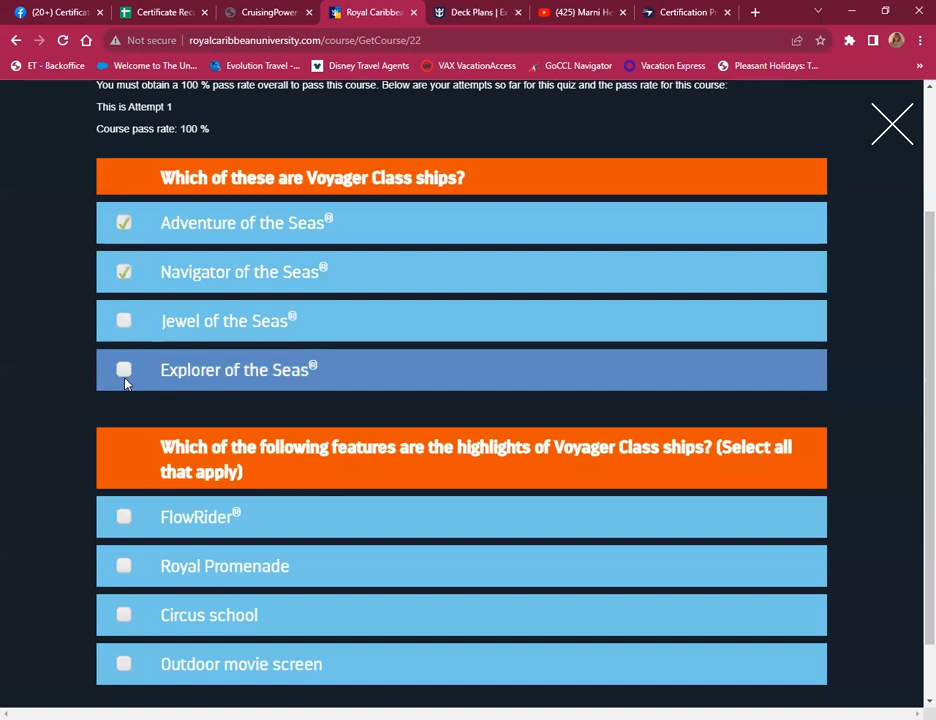 (20+) Certificat
Certificate Rec
CruisingPower
Royal Caribbea
Deck Plans | Ex
(425) Marni He
Certification Pr
Not secure
royalcaribbeanuniversity.com/course/GetCourse/22
ET - Backoffice
Welcome to The Un...
Evolution Travel -...
Disney Travel Agents
VAX VacationAccess
GoCCL Navigator
Vacation Express
Pleasant Holidays: T...
»
You must obtain a 100 % pass rate overall to pass this course. Below are your attempts so far for this quiz and the pass rate for this course:
This is Attempt 1
Course pass rate: 100 %
Which of these are Voyager Class ships?
Adventure of the Seas®
Navigator of the Seas®
Jewel of the Seas®
Explorer of the Seas®
Which of the following features are the highlights of Voyager Class ships? (Select all
that apply)
FlowRider®
Royal Promenade
Circus school
Outdoor movie screen